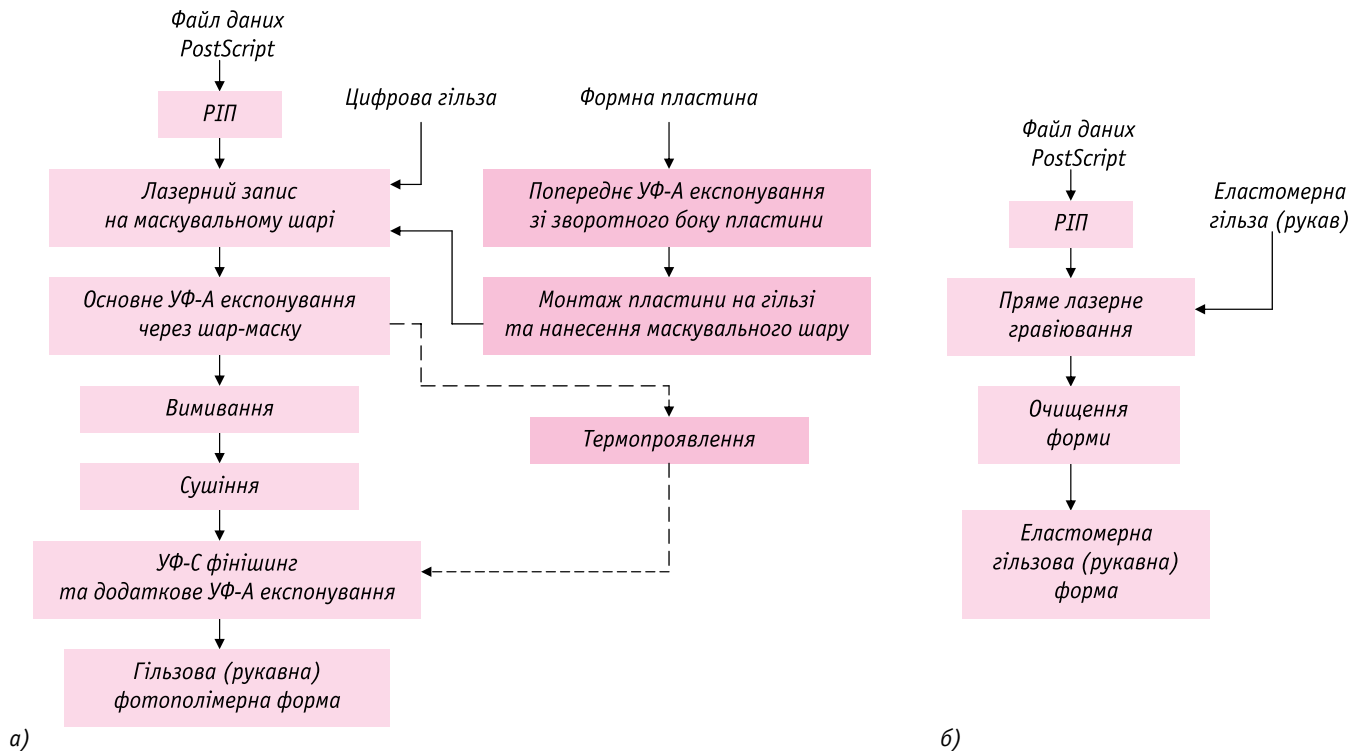 Файл даних
PostScript
РІП
Цифрова гільза
Формна пластина
Лазерний запис
на маскувальному шарі
Попереднє УФ-А експонування
зі зворотного боку пластини
Основне УФ-А експонування
через шар-маску
Монтаж пластини на гільзі
та нанесення маскувального шару
Вимивання
Термопроявлення
Сушіння
УФ-С фінішинг
та додаткове УФ-А експонування
Гільзова (рукавна)
фотополімерна форма
а)
Файл даних
PostScript
РІП
Еластомерна
гільза (рукав)
Пряме лазерне
гравіювання
Очищення
форми
Еластомерна
гільзова (рукавна)
форма
б)